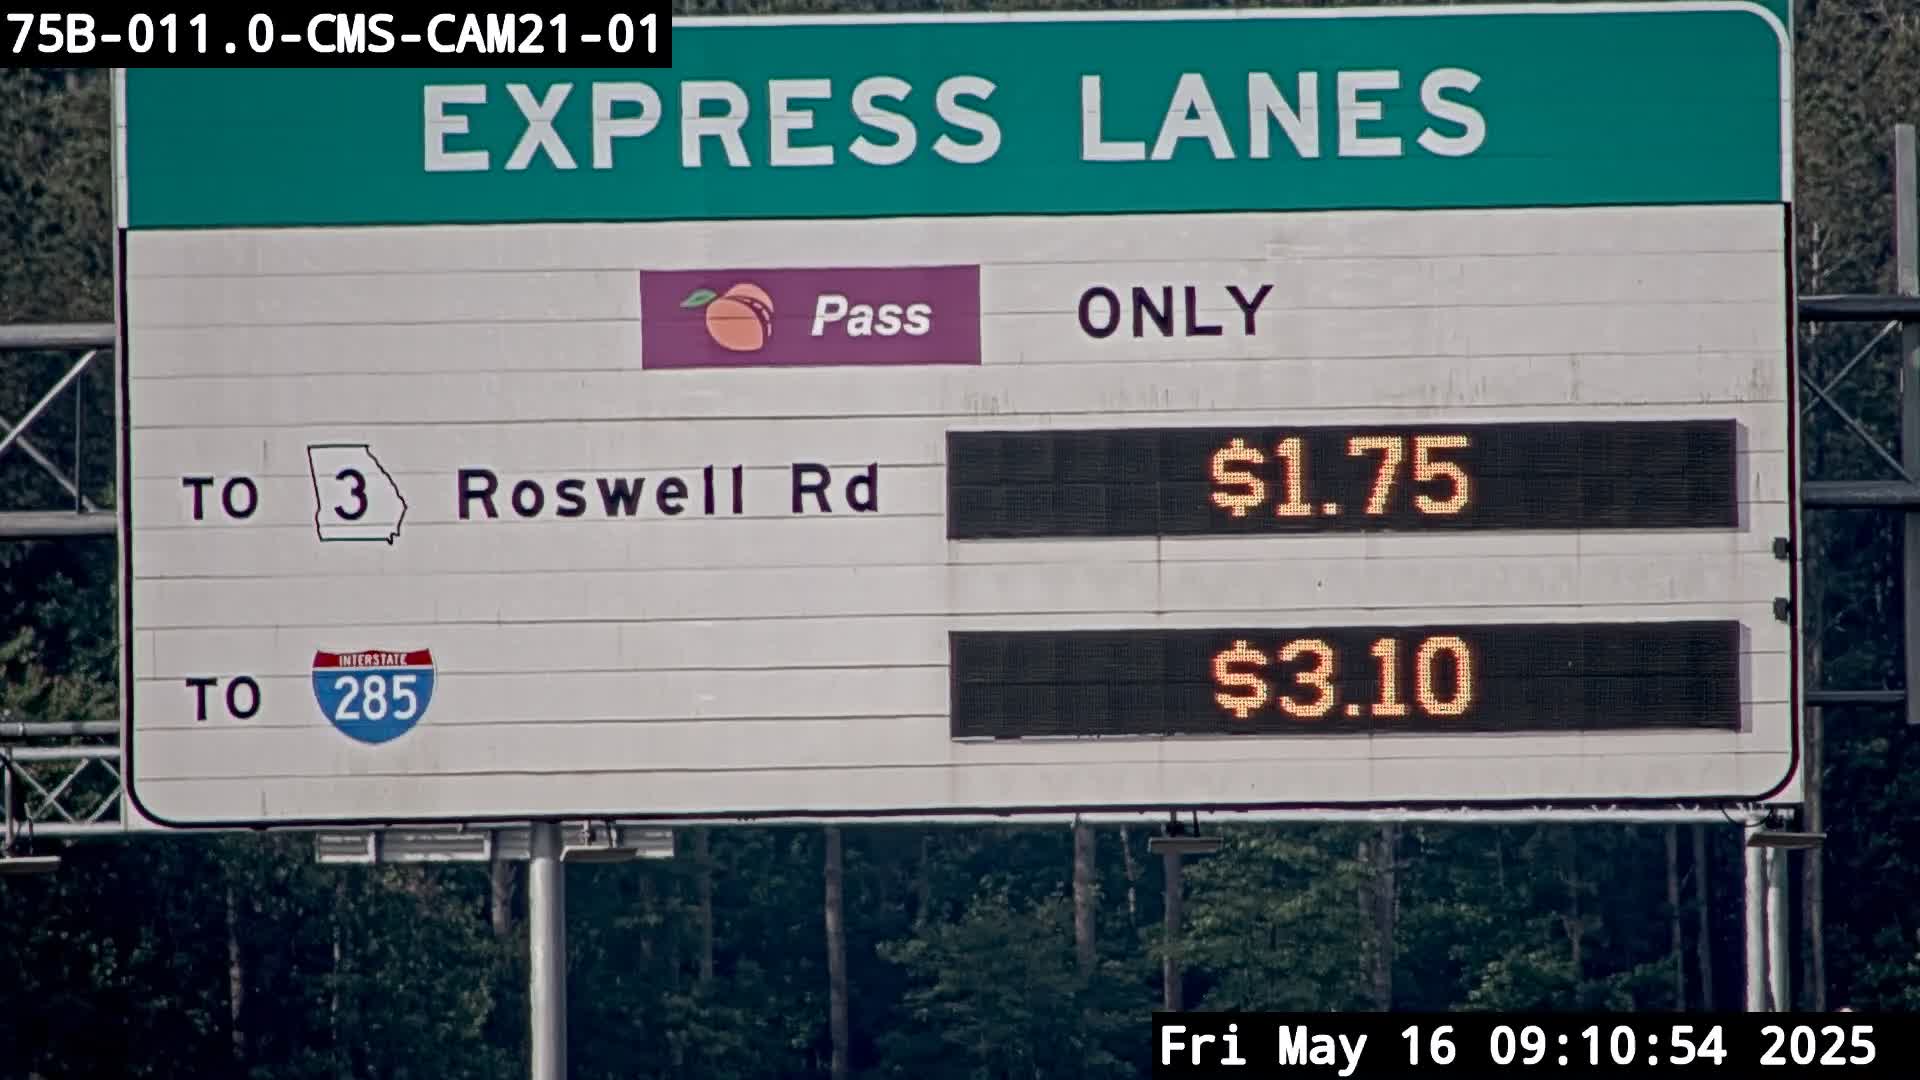 75B-011.0-CMS-CAM21-01
EXPRESS LANES
Pass ONLY
TO 3 Roswell Rd $1.75
TO INTERSTATE 285 $3.10
Fri May 16 09:10:54 2025